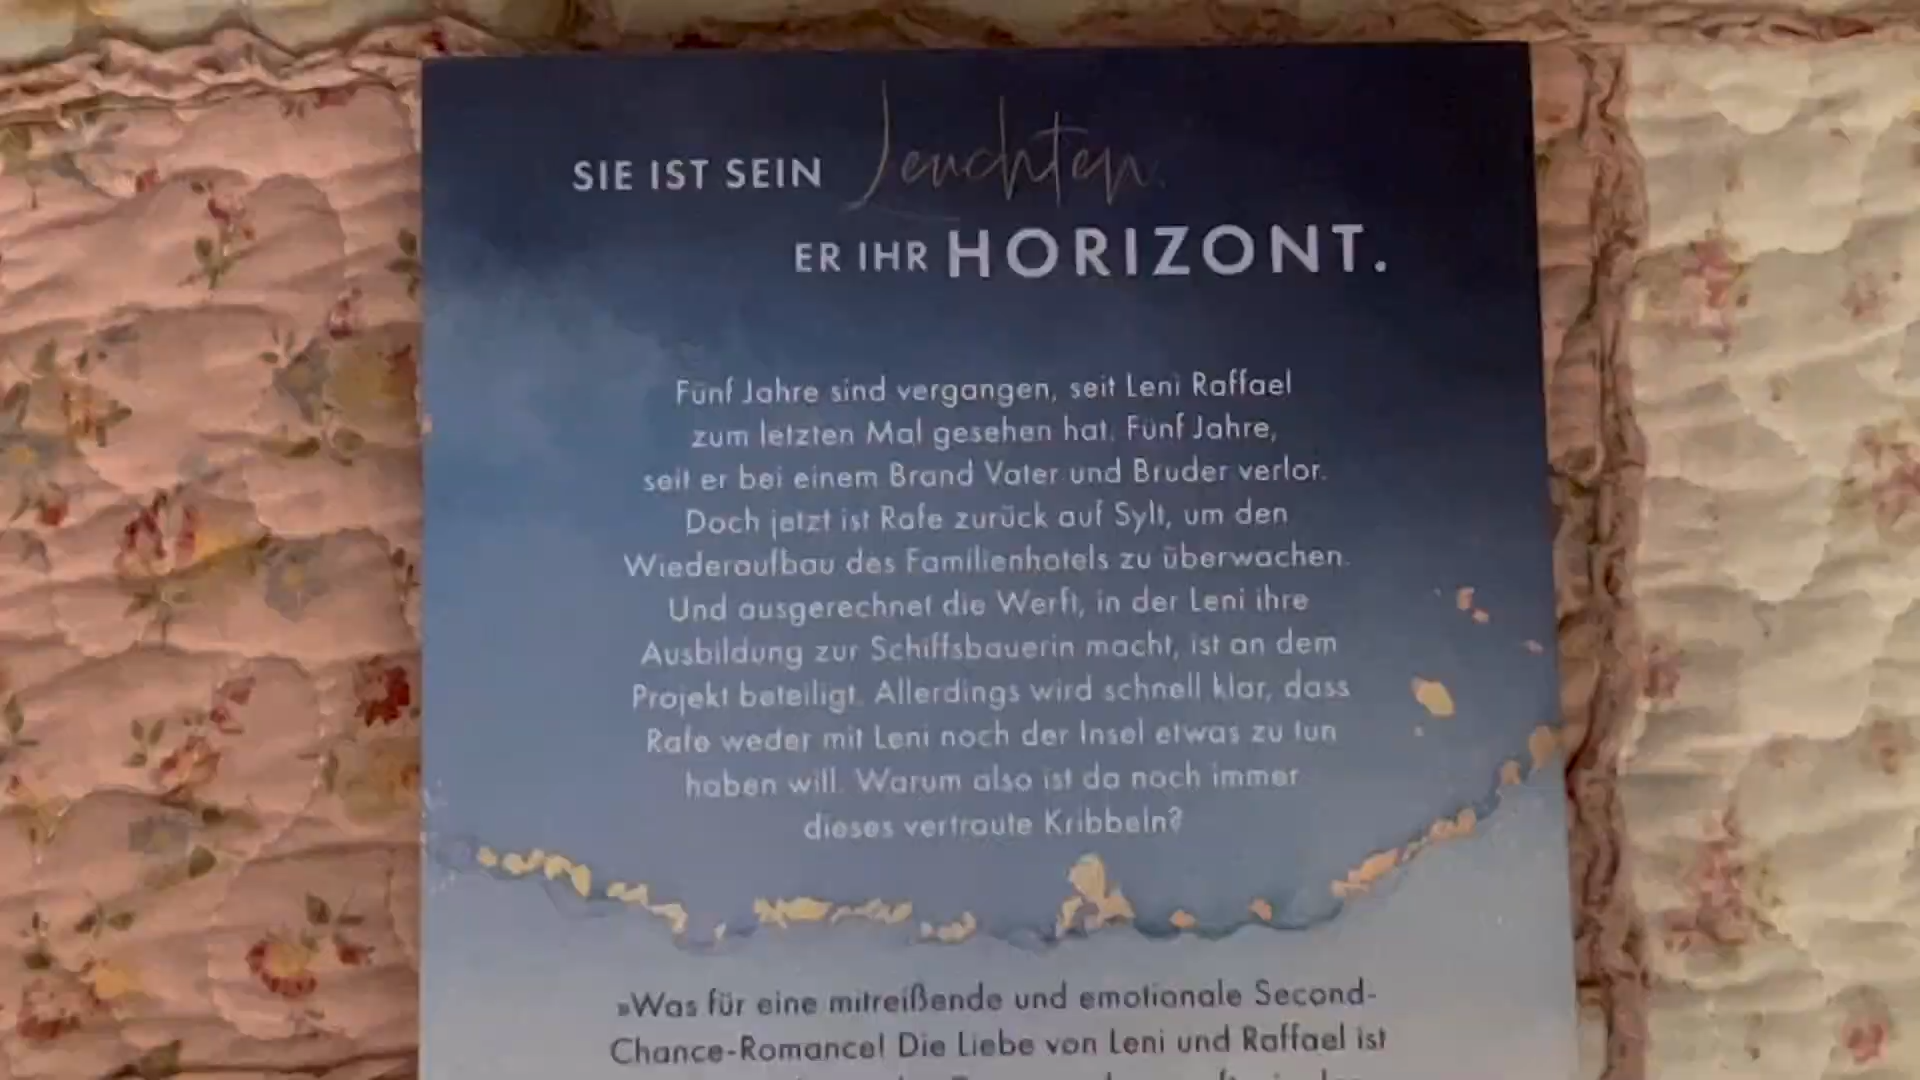 SIE IST SEIN Leuchten
ER IHR HORIZONT.
Fünf Jahre sind vergangen, seit Leni Raffael
zum letzten Mal gesehen hat. Fünf Jahre,
seit er bei einem Brand Vater und Bruder verlor.
Doch jetzt ist Rafe zurück auf Sylt, um den
Wiederaufbau des Familienhotels zu überwachen.
Und ausgerechnet die Werft, in der Leni ihre
Ausbildung zur Schiffsbauerin macht, ist an dem
Projekt beteiligt. Allerdings wird schnell klar, dass
Rafe weder mit Leni noch der Insel etwas zu tun
haben will. Warum also ist da noch immer
dieses vertraute Kribbeln?
»Was für eine mitreißende und emotionale Second-
Chance-Romance! Die Liebe von Leni und Raffael ist